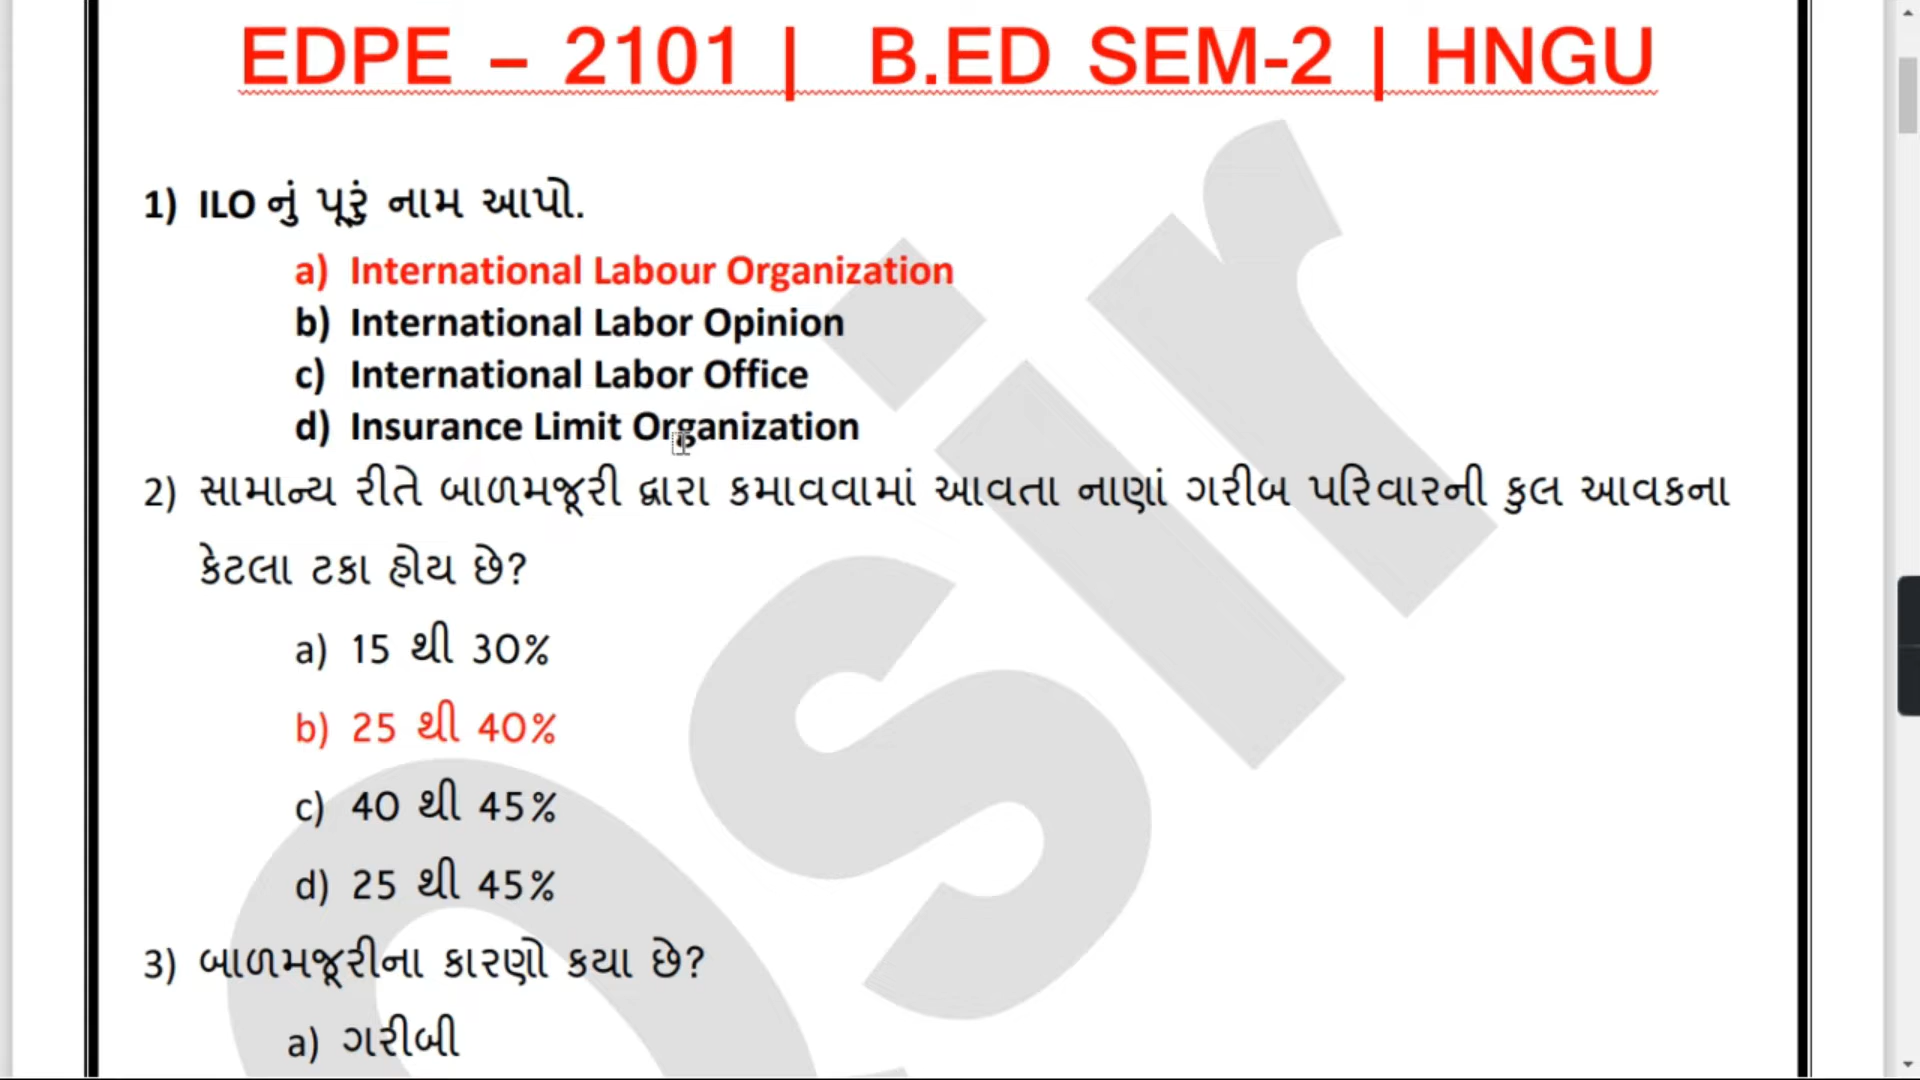 EDPE – 2101 | B.ED SEM-2 | HNGU
1) ILO નું પૂરું નામ આપો.
a) International Labour Organization
b) International Labor Opinion
c) International Labor Office
d) Insurance Limit Organization
2) સામાન્ય રીતે બાળમજૂરી દ્વારા કમાવવામાં આવતા નાણાં ગરીબ પરિવારની કુલ આવકના
કેટલા ટકા હોય છે?
a) 15 થી 30%
b) 25 થી 40%
c) 40 થી 45%
d) 25 થી 45%
3) બાળમજૂરીના કારણો કયા છે?
a) ગરીબી